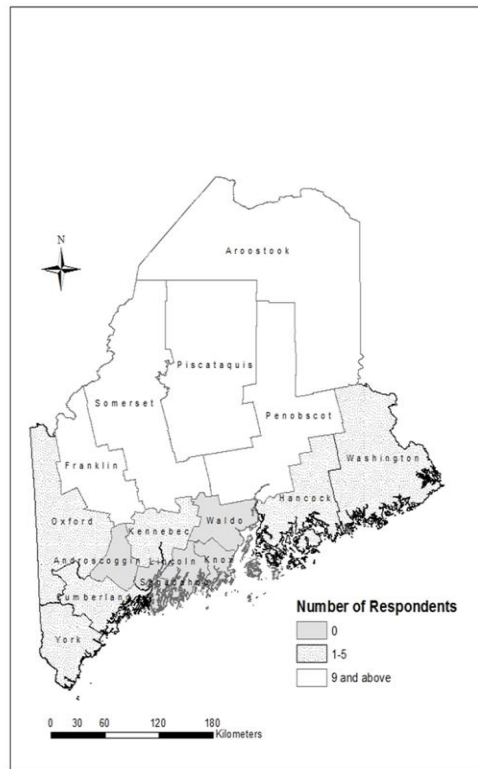 Aroostook
N
Piscataquis
Somerset
Penobscot
Washington
Franklin
Hancock
Oxford
Waldo
Kennebec
Androscoggin
Lincoln
Knox
Sagadahoc
Cumberland
York
Number of Respondents
0
1-5
9 and above
0 30 60 120 180
Kilometers